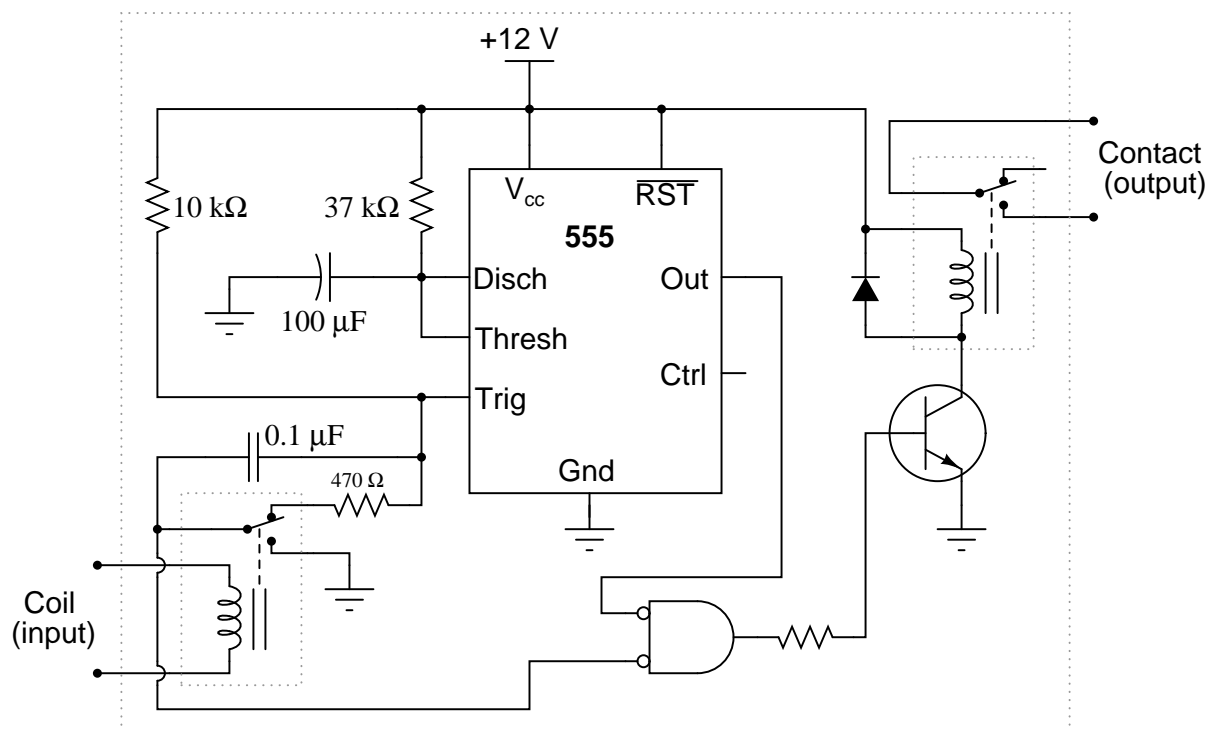 +12 V
Contact
(output)
10 kΩ
37 kΩ
Vcc
RST
555
Disch
Out
100 µF
Thresh
Ctrl
Trig
0.1 µF
Gnd
470 Ω
Coil
(input)